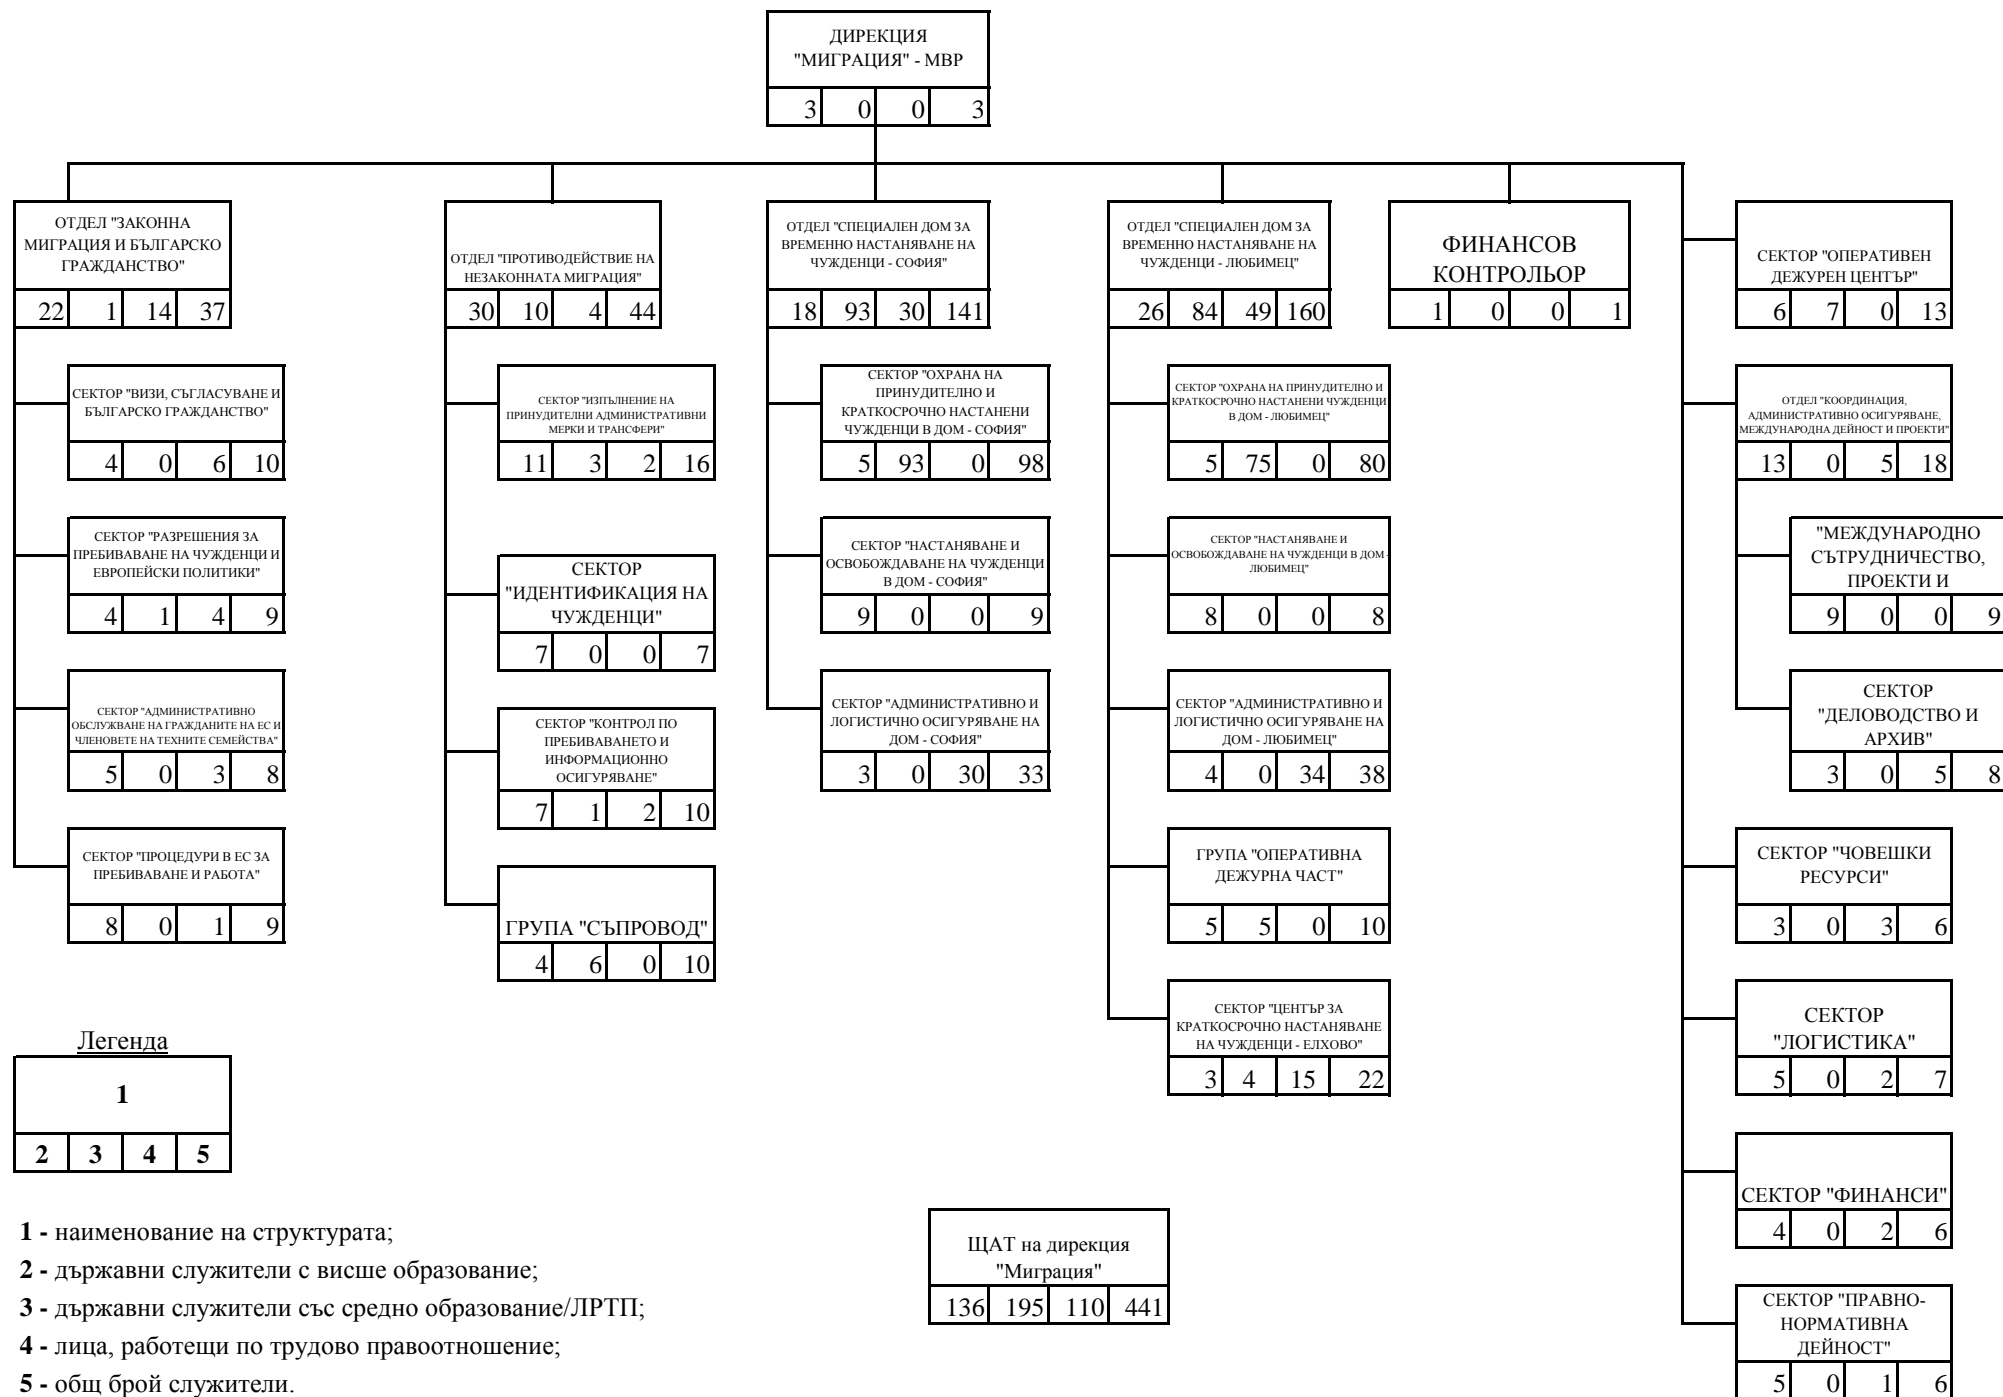 ДИРЕКЦИЯ
"МИГРАЦИЯ" - МВР
3 0 0 3
ОТДЕЛ "ЗАКОННА
МИГРАЦИЯ И БЪЛГАРСКО
ГРАЖДАНСТВО"
22 1 14 37
СЕКТОР "ВИЗИ, СЪГЛАСУВАНЕ И
БЪЛГАРСКО ГРАЖДАНСТВО"
4 0 6 10
СЕКТОР "РАЗРЕШЕНИЯ ЗА
ПРЕБИВАВАНЕ НА ЧУЖДЕНЦИ И
ЕВРОПЕЙСКИ ПОЛИТИКИ"
4 1 4 9
СЕКТОР "АДМИНИСТРАТИВНО
ОБСЛУЖВАНЕ НА ГРАЖДАНИТЕ НА ЕС И
ЧЛЕНОВЕТЕ НА ТЕХНИТЕ СЕМЕЙСТВА"
5 0 3 8
СЕКТОР "ПРОЦЕДУРИ В ЕС ЗА
ПРЕБИВАВАНЕ И РАБОТА"
8 0 1 9
ОТДЕЛ "ПРОТИВОДЕЙСТВИЕ НА
НЕЗАКОННАТА МИГРАЦИЯ"
30 10 4 44
СЕКТОР "ИЗПЪЛНЕНИЕ НА
ПРИНУДИТЕЛНИ АДМИНИСТРАТИВНИ
МЕРКИ И ТРАНСФЕРИ"
11 3 2 16
СЕКТОР
"ИДЕНТИФИКАЦИЯ НА
ЧУЖДЕНЦИ"
7 0 0 7
СЕКТОР "КОНТРОЛ ПО
ПРЕБИВАВАНЕТО И
ИНФОРМАЦИОННО
ОСИГУРЯВАНЕ"
7 1 2 10
ГРУПА "СЪПРОВОД"
4 6 0 10
ОТДЕЛ "СПЕЦИАЛЕН ДОМ ЗА
ВРЕМЕННО НАСТАНЯВАНЕ НА
ЧУЖДЕНЦИ - СОФИЯ"
18 93 30 141
СЕКТОР "ОХРАНА НА
ПРИНУДИТЕЛНО И
КРАТКОСРОЧНО НАСТАНЕНИ
ЧУЖДЕНЦИ В ДОМ - СОФИЯ"
5 93 0 98
СЕКТОР "НАСТАНЯВАНЕ И
ОСВОБОЖДАВАНЕ НА ЧУЖДЕНЦИ
В ДОМ - СОФИЯ"
9 0 0 9
СЕКТОР "АДМИНИСТРАТИВНО И
ЛОГИСТИЧНО ОСИГУРЯВАНЕ НА
ДОМ - СОФИЯ"
3 0 30 33
ОТДЕЛ "СПЕЦИАЛЕН ДОМ ЗА
ВРЕМЕННО НАСТАНЯВАНЕ НА
ЧУЖДЕНЦИ - ЛЮБИМЕЦ"
26 84 49 160
СЕКТОР "ОХРАНА НА ПРИНУДИТЕЛНО И
КРАТКОСРОЧНО НАСТАНЕНИ ЧУЖДЕНЦИ
В ДОМ - ЛЮБИМЕЦ"
5 75 0 80
СЕКТОР "НАСТАНЯВАНЕ И
ОСВОБОЖДАВАНЕ НА ЧУЖДЕНЦИ В ДОМ -
ЛЮБИМЕЦ"
8 0 0 8
СЕКТОР "АДМИНИСТРАТИВНО И
ЛОГИСТИЧНО ОСИГУРЯВАНЕ НА
ДОМ - ЛЮБИМЕЦ"
4 0 34 38
ГРУПА "ОПЕРАТИВНА
ДЕЖУРНА ЧАСТ"
5 5 0 10
СЕКТОР "ЦЕНТЪР ЗА
КРАТКОСРОЧНО НАСТАНЯВАНЕ
НА ЧУЖДЕНЦИ - ЕЛХОВО"
3 4 15 22
ФИНАНСОВ
КОНТРОЛЬОР
1 0 0 1
СЕКТОР "ОПЕРАТИВЕН
ДЕЖУРЕН ЦЕНТЪР"
6 7 0 13
ОТДЕЛ "КООРДИНАЦИЯ,
АДМИНИСТРАТИВНО ОСИГУРЯВАНЕ,
МЕЖДУНАРОДНА ДЕЙНОСТ И ПРОЕКТИ"
13 0 5 18
"МЕЖДУНАРОДНО
СЪТРУДНИЧЕСТВО,
ПРОЕКТИ И
9 0 0 9
СЕКТОР
"ДЕЛОВОДСТВО И
АРХИВ"
3 0 5 8
СЕКТОР "ЧОВЕШКИ
РЕСУРСИ"
3 0 3 6
СЕКТОР
"ЛОГИСТИКА"
5 0 2 7
СЕКТОР "ФИНАНСИ"
4 0 2 6
СЕКТОР "ПРАВНО-
НОРМАТИВНА
ДЕЙНОСТ"
5 0 1 6
Легенда
1
2 3 4 5
1 - наименование на структурата;
2 - държавни служители с висше образование;
3 - държавни служители със средно образование/ЛРТП;
4 - лица, работещи по трудово правоотношение;
5 - общ брой служители.
ЩАТ на дирекция
"Миграция"
136 195 110 441